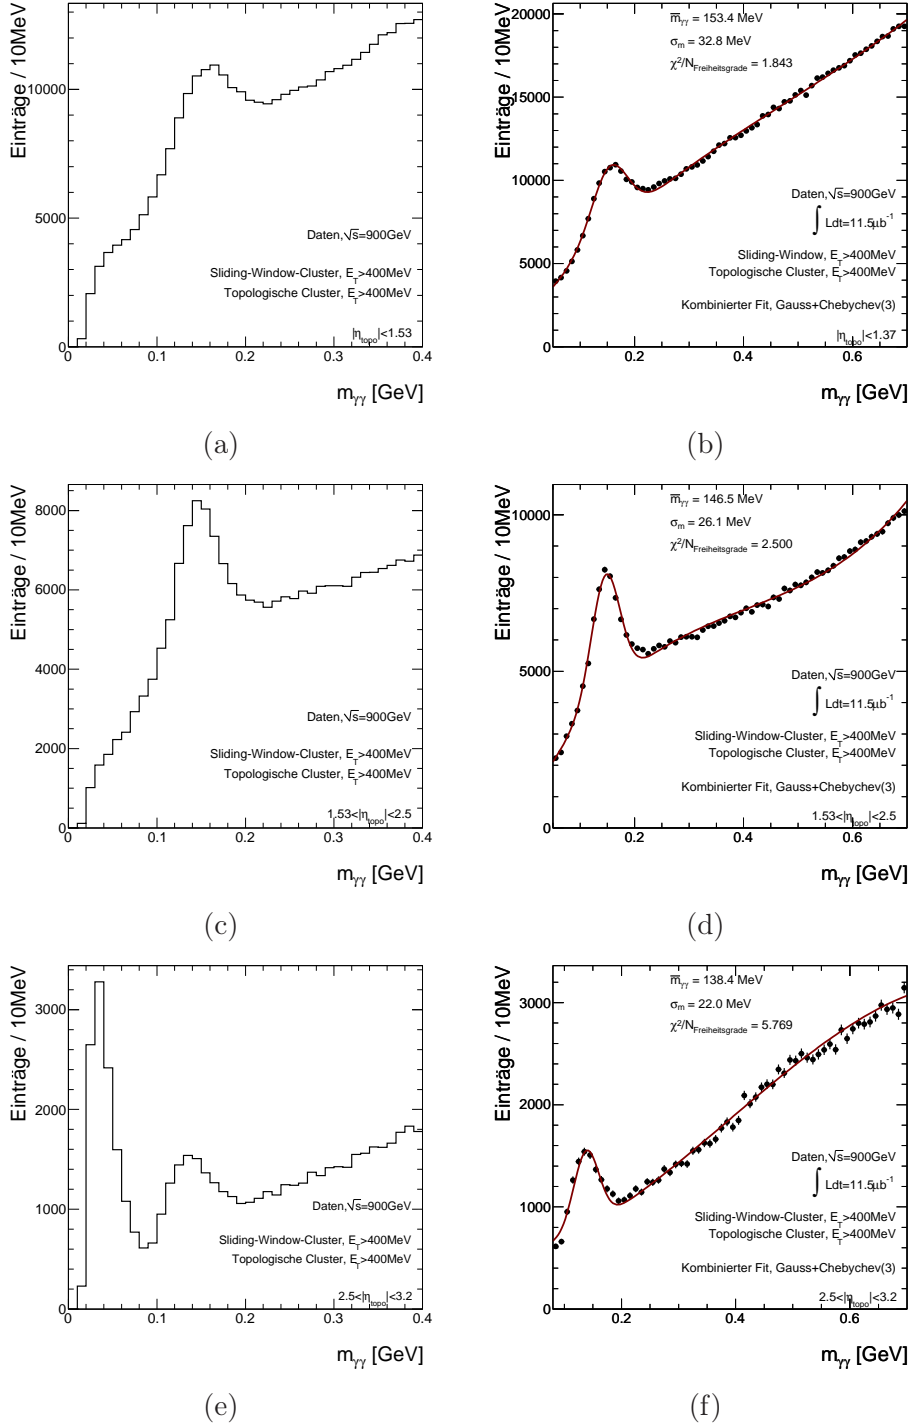 Einträge / 10MeV
10000
5000
0
Daten,√s=900GeV
Sliding-Window-Cluster, E_T>400MeV
Topologische Cluster, E_T>400MeV
|η_topo|<1.53
0 0.1 0.2 0.3 0.4
m_γγ [GeV]
(a)
Einträge / 10MeV
20000
15000
10000
5000
0
m̅_γγ = 153.4 MeV
σ_m = 32.8 MeV
χ²/N_Freiheitsgrade = 1.843
Daten,√s=900GeV
∫ Ldt=11.5μb⁻¹
Sliding-Window, E_T>400MeV
Topologische Cluster, E_T>400MeV
Kombinierter Fit, Gauss+Chebychev(3)
|η_topo|<1.37
0.2 0.4 0.6
m_γγ [GeV]
(b)
Einträge / 10MeV
8000
6000
4000
2000
0
Daten,√s=900GeV
Sliding-Window-Cluster, E_T>400MeV
Topologische Cluster, E_T>400MeV
1.53<|η_topo|<2.5
0 0.1 0.2 0.3 0.4
m_γγ [GeV]
(c)
Einträge / 10MeV
10000
5000
0
m̅_γγ = 146.5 MeV
σ_m = 26.1 MeV
χ²/N_Freiheitsgrade = 2.500
Daten,√s=900GeV
∫ Ldt=11.5μb⁻¹
Sliding-Window-Cluster, E_T>400MeV
Topologische Cluster, E_T>400MeV
Kombinierter Fit, Gauss+Chebychev(3)
1.53<|η_topo|<2.5
0.2 0.4 0.6
m_γγ [GeV]
(d)
Einträge / 10MeV
3000
2000
1000
0
Daten,√s=900GeV
Sliding-Window-Cluster, E_T>400MeV
Topologische Cluster, E_T>400MeV
2.5<|η_topo|<3.2
0 0.1 0.2 0.3 0.4
m_γγ [GeV]
(e)
Einträge / 10MeV
3000
2000
1000
0
m̅_γγ = 138.4 MeV
σ_m = 22.0 MeV
χ²/N_Freiheitsgrade = 5.769
Daten,√s=900GeV
∫ Ldt=11.5μb⁻¹
Sliding-Window-Cluster, E_T>400MeV
Topologische Cluster, E_T>400MeV
Kombinierter Fit, Gauss+Chebychev(3)
2.5<|η_topo|<3.2
0.2 0.4 0.6
m_γγ [GeV]
(f)